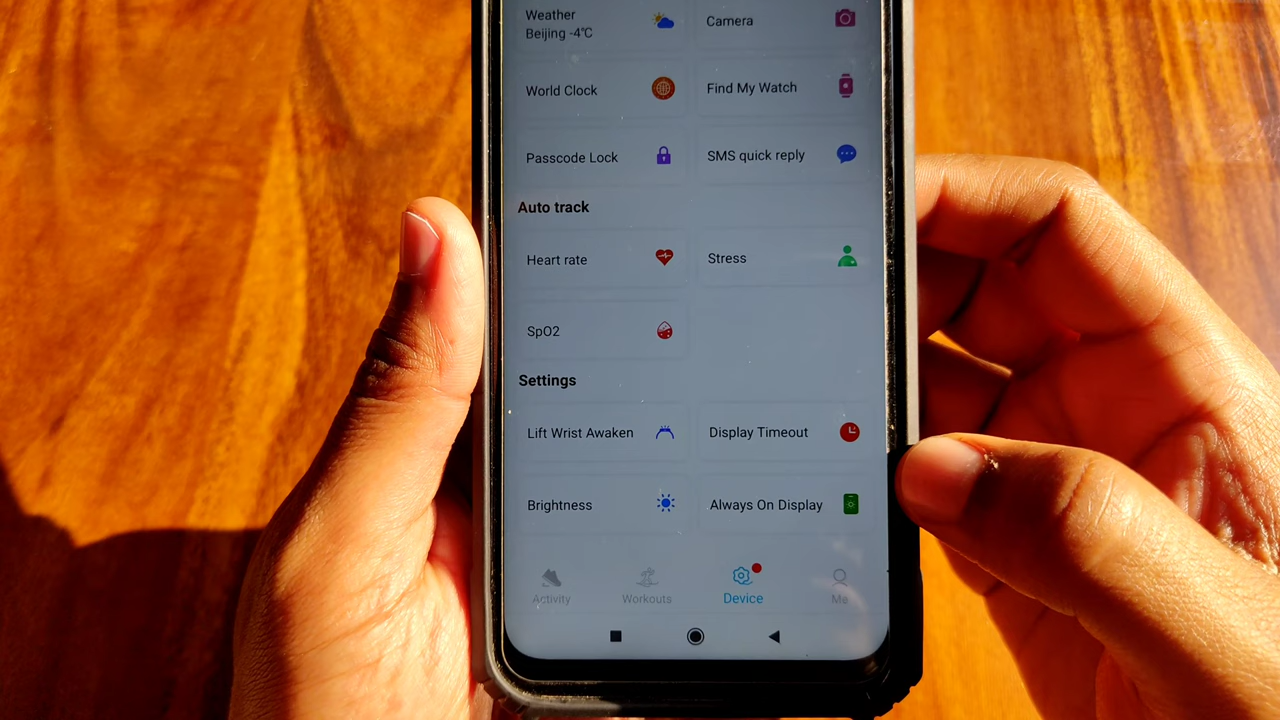 Weather
Beijing -4°C
Camera
World Clock
Find My Watch
Passcode Lock
SMS quick reply
Auto track
Heart rate
Stress
SpO2
Settings
Lift Wrist Awaken
Display Timeout
Brightness
Always On Display
Activity
Workouts
Device
Me